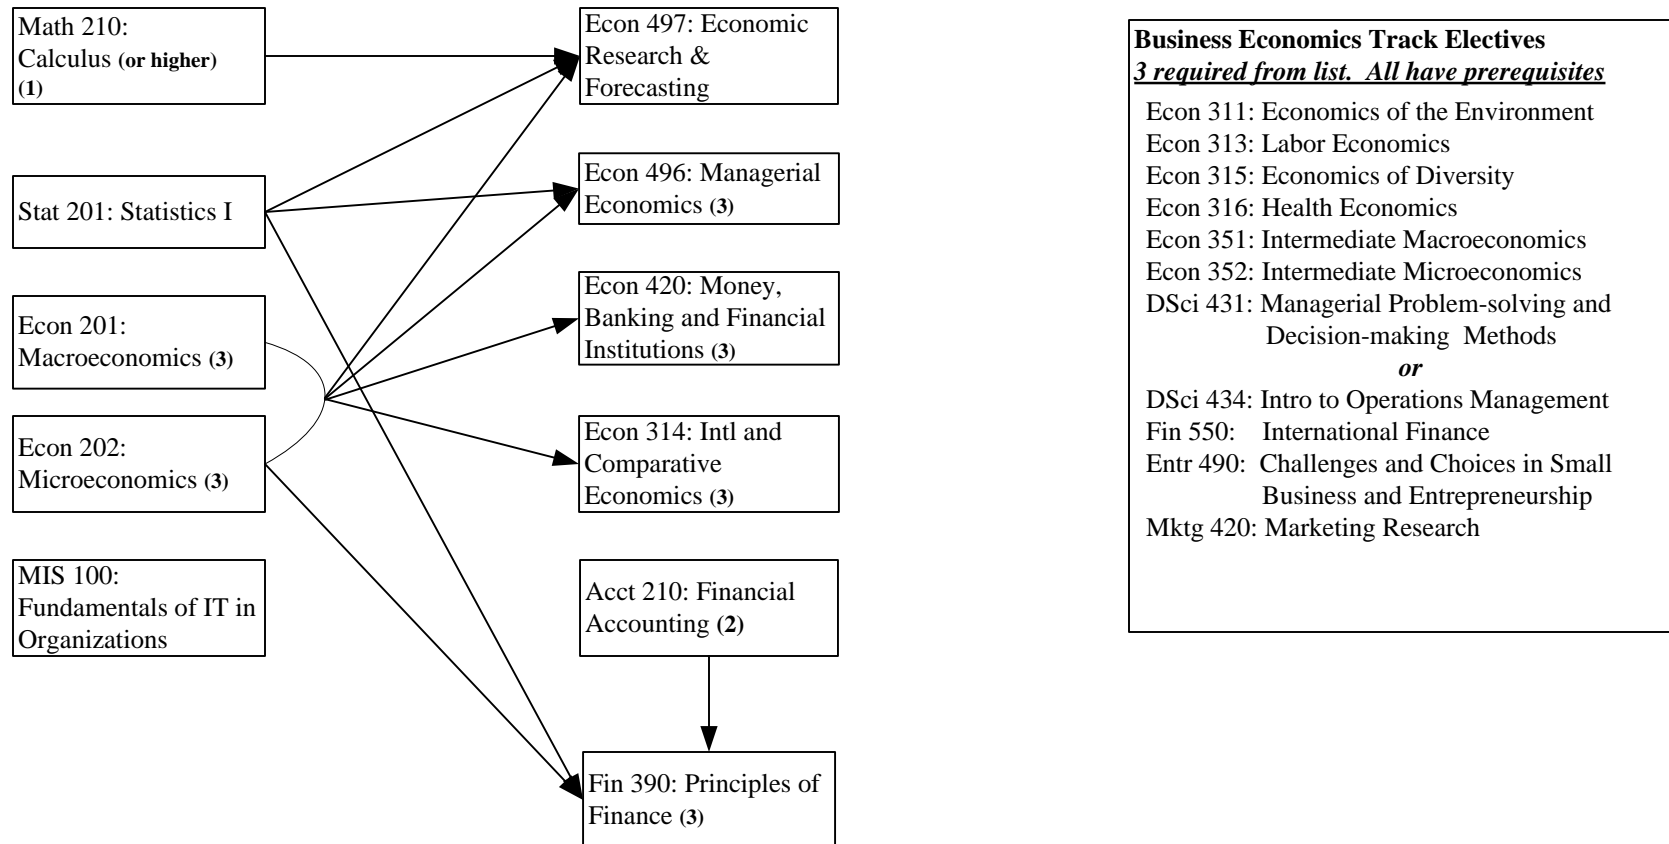 Math 210:
Calculus (or higher)
(1)
Stat 201: Statistics I
Econ 201:
Macroeconomics (3)
Econ 202:
Microeconomics (3)
MIS 100:
Fundamentals of IT in
Organizations
Econ 497: Economic
Research &
Forecasting
Econ 496: Managerial
Economics (3)
Econ 420: Money,
Banking and Financial
Institutions (3)
Econ 314: Intl and
Comparative
Economics (3)
Acct 210: Financial
Accounting (2)
Fin 390: Principles of
Finance (3)
Business Economics Track Electives
3 required from list.  All have prerequisites
Econ 311: Economics of the Environment
Econ 313: Labor Economics
Econ 315: Economics of Diversity
Econ 316: Health Economics
Econ 351: Intermediate Macroeconomics
Econ 352: Intermediate Microeconomics
DSci 431: Managerial Problem-solving and
Decision-making  Methods
or
DSci 434: Intro to Operations Management
Fin 550:    International Finance
Entr 490:  Challenges and Choices in Small
Business and Entrepreneurship
Mktg 420: Marketing Research